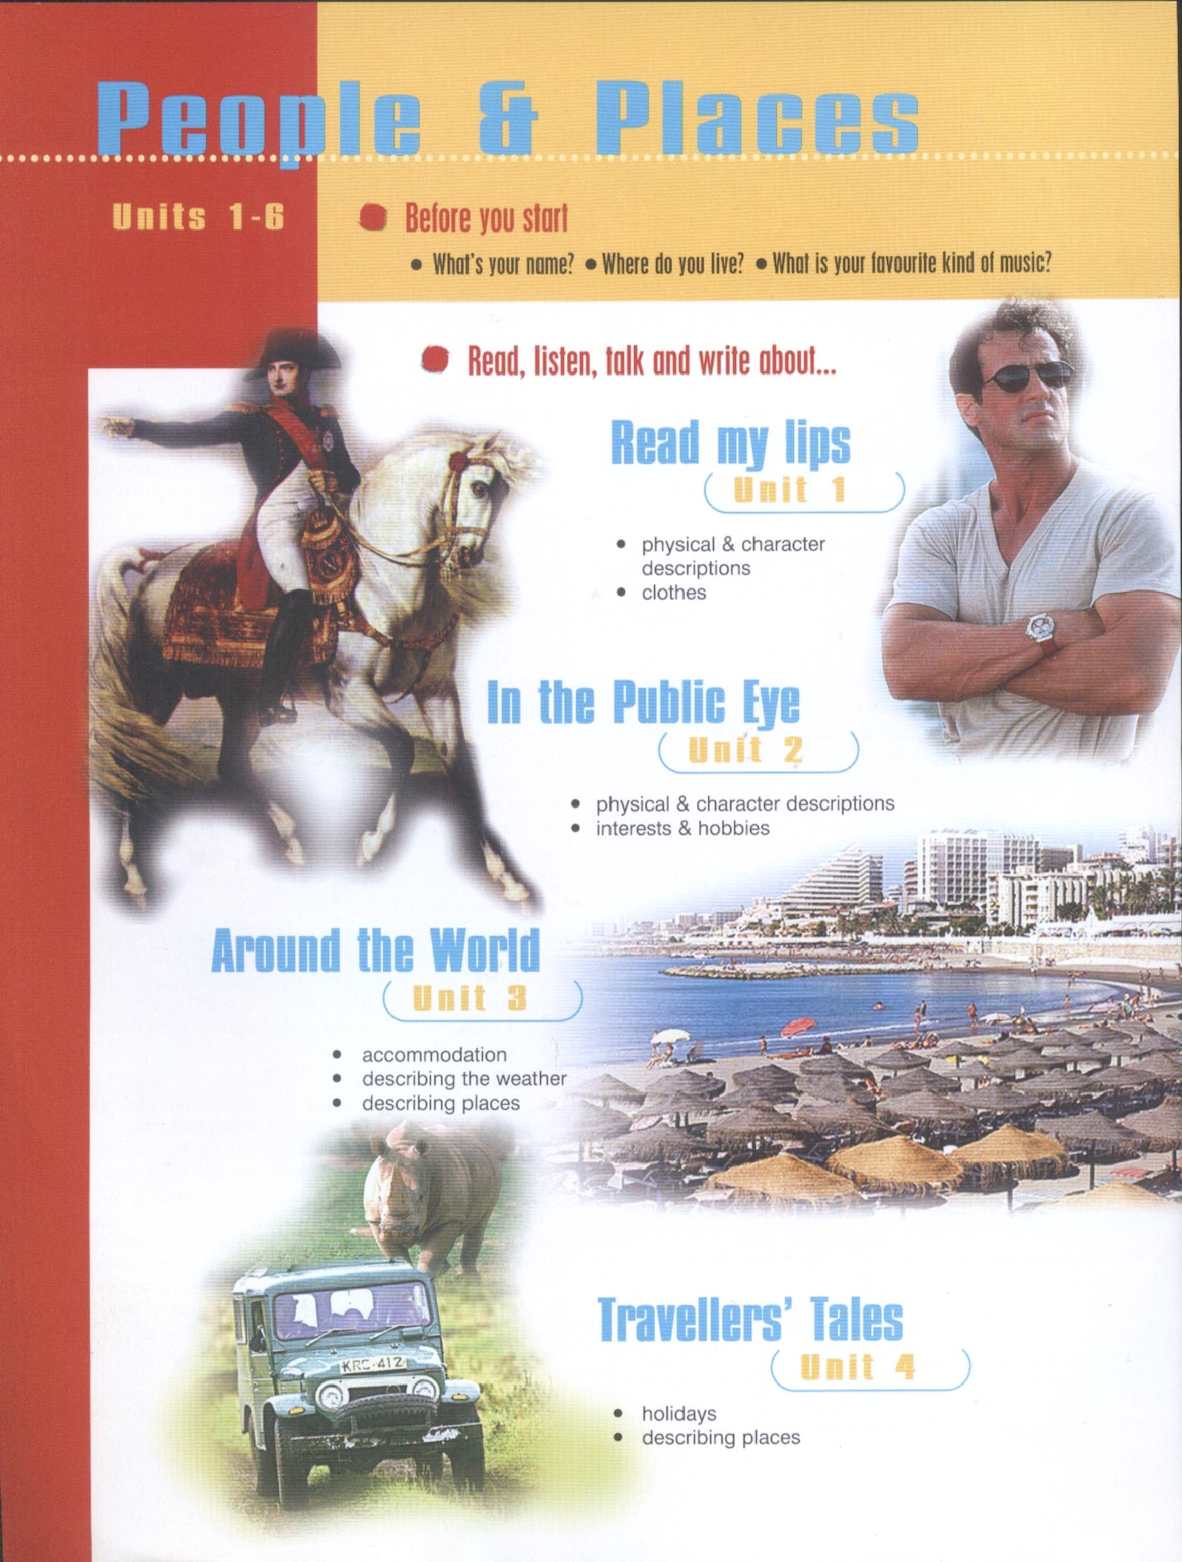 People & Places
Units 1-6
Before you start
• What's your name? • Where do you live? • What is your favourite kind of music?
Read, listen, talk and write about...
Read my lips
Unit 1
• physical & character
descriptions
• clothes
In the Public Eye
Unit 2
• physical & character descriptions
• interests & hobbies
Around the World
Unit 3
• accommodation
• describing the weather
• describing places
KRC-412
Travellers' Tales
Unit 4
• holidays
• describing places